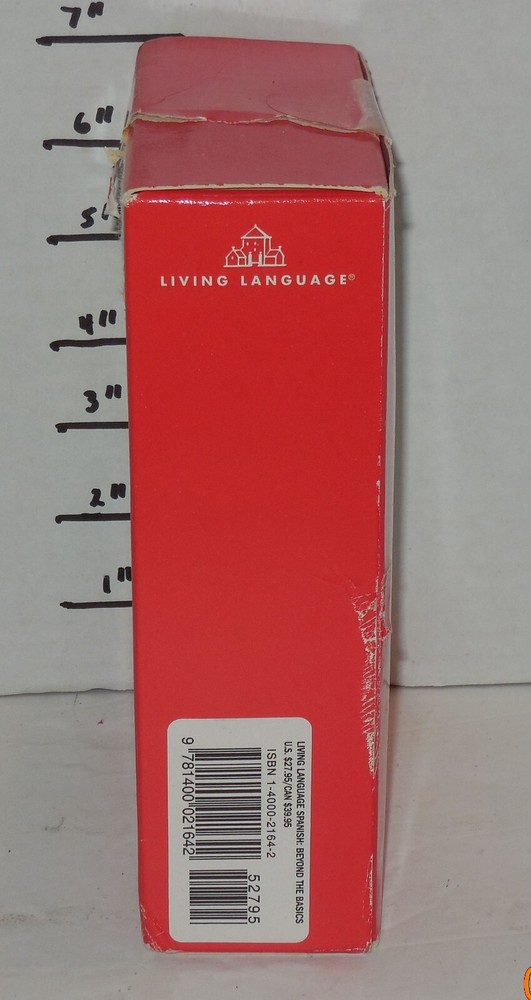 7"
6"
5"
4"
3"
2"
1"
LIVING LANGUAGE®
LIVING LANGUAGE SPANISH: BEYOND THE BASICS
U.S. $27.95/CAN $39.95
ISBN 1-4000-2164-2
52795
9 781400 021642